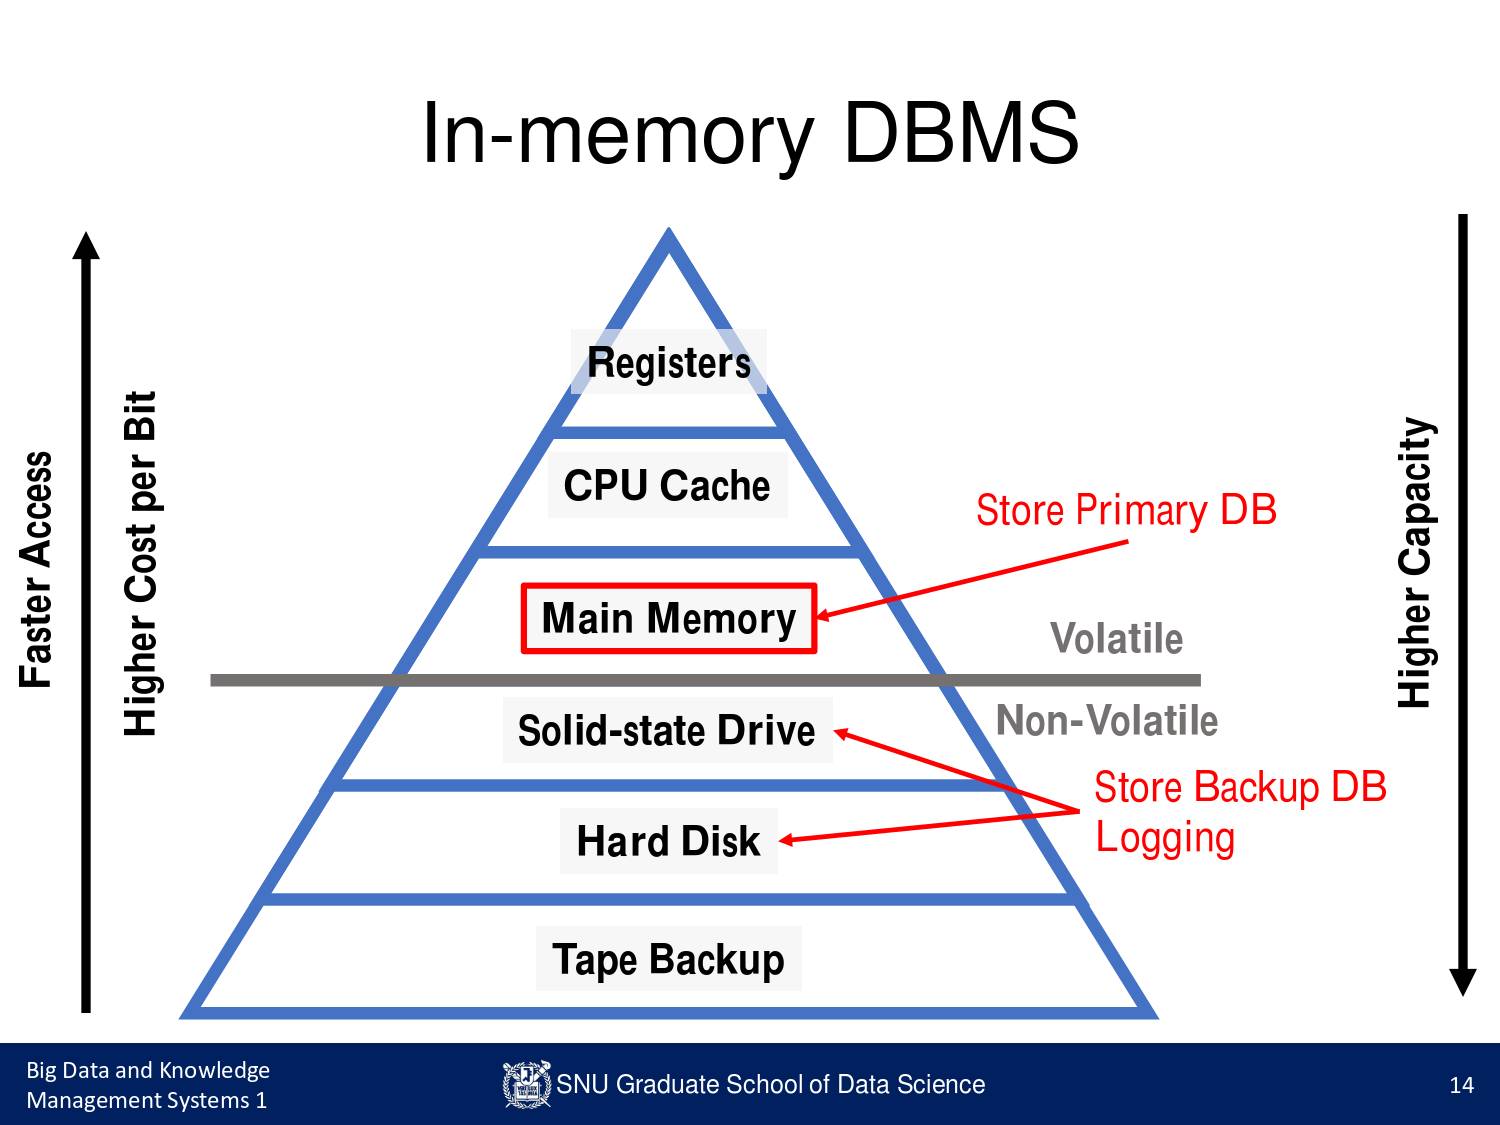 In-memory DBMS
Faster Access
Higher Cost per Bit
Registers
CPU Cache
Store Primary DB
Main Memory
Volatile
Higher Capacity
Non-Volatile
Solid-state Drive
Store Backup DB
Logging
Hard Disk
Tape Backup
Big Data and Knowledge
Management Systems 1
SNU Graduate School of Data Science
14